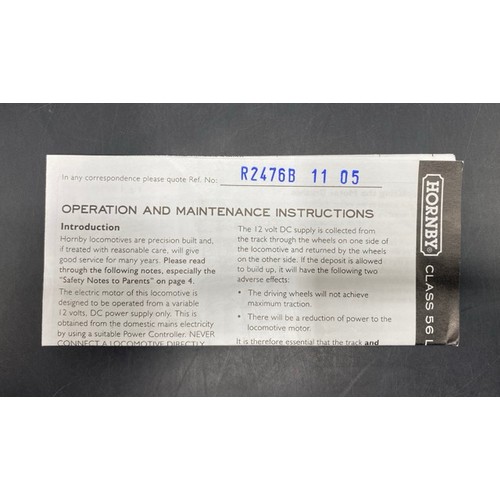 In any correspondence please quote Ref. No: R2476B 11 05
OPERATION AND MAINTENANCE INSTRUCTIONS
Introduction
Hornby locomotives are precision built and,
if treated with reasonable care, will give
good service for many years. Please read
through the following notes, especially the
"Safety Notes to Parents" on page 4.
The electric motor of this locomotive is
designed to be operated from a variable
12 volts, DC power supply only. This is
obtained from the domestic mains electricity
by using a suitable Power Controller. NEVER
CONNECT A LOCOMOTIVE DIRECTLY
The 12 volt DC supply is collected from
the track through the wheels on one side of
the locomotive and returned by the wheels
on the other side. If the deposit is allowed
to build up, it will have the following two
adverse effects:
• The driving wheels will not achieve
maximum traction.
• There will be a reduction of power to the
locomotive motor.
It is therefore essential that the track and
HORNBY
CLASS 56 L